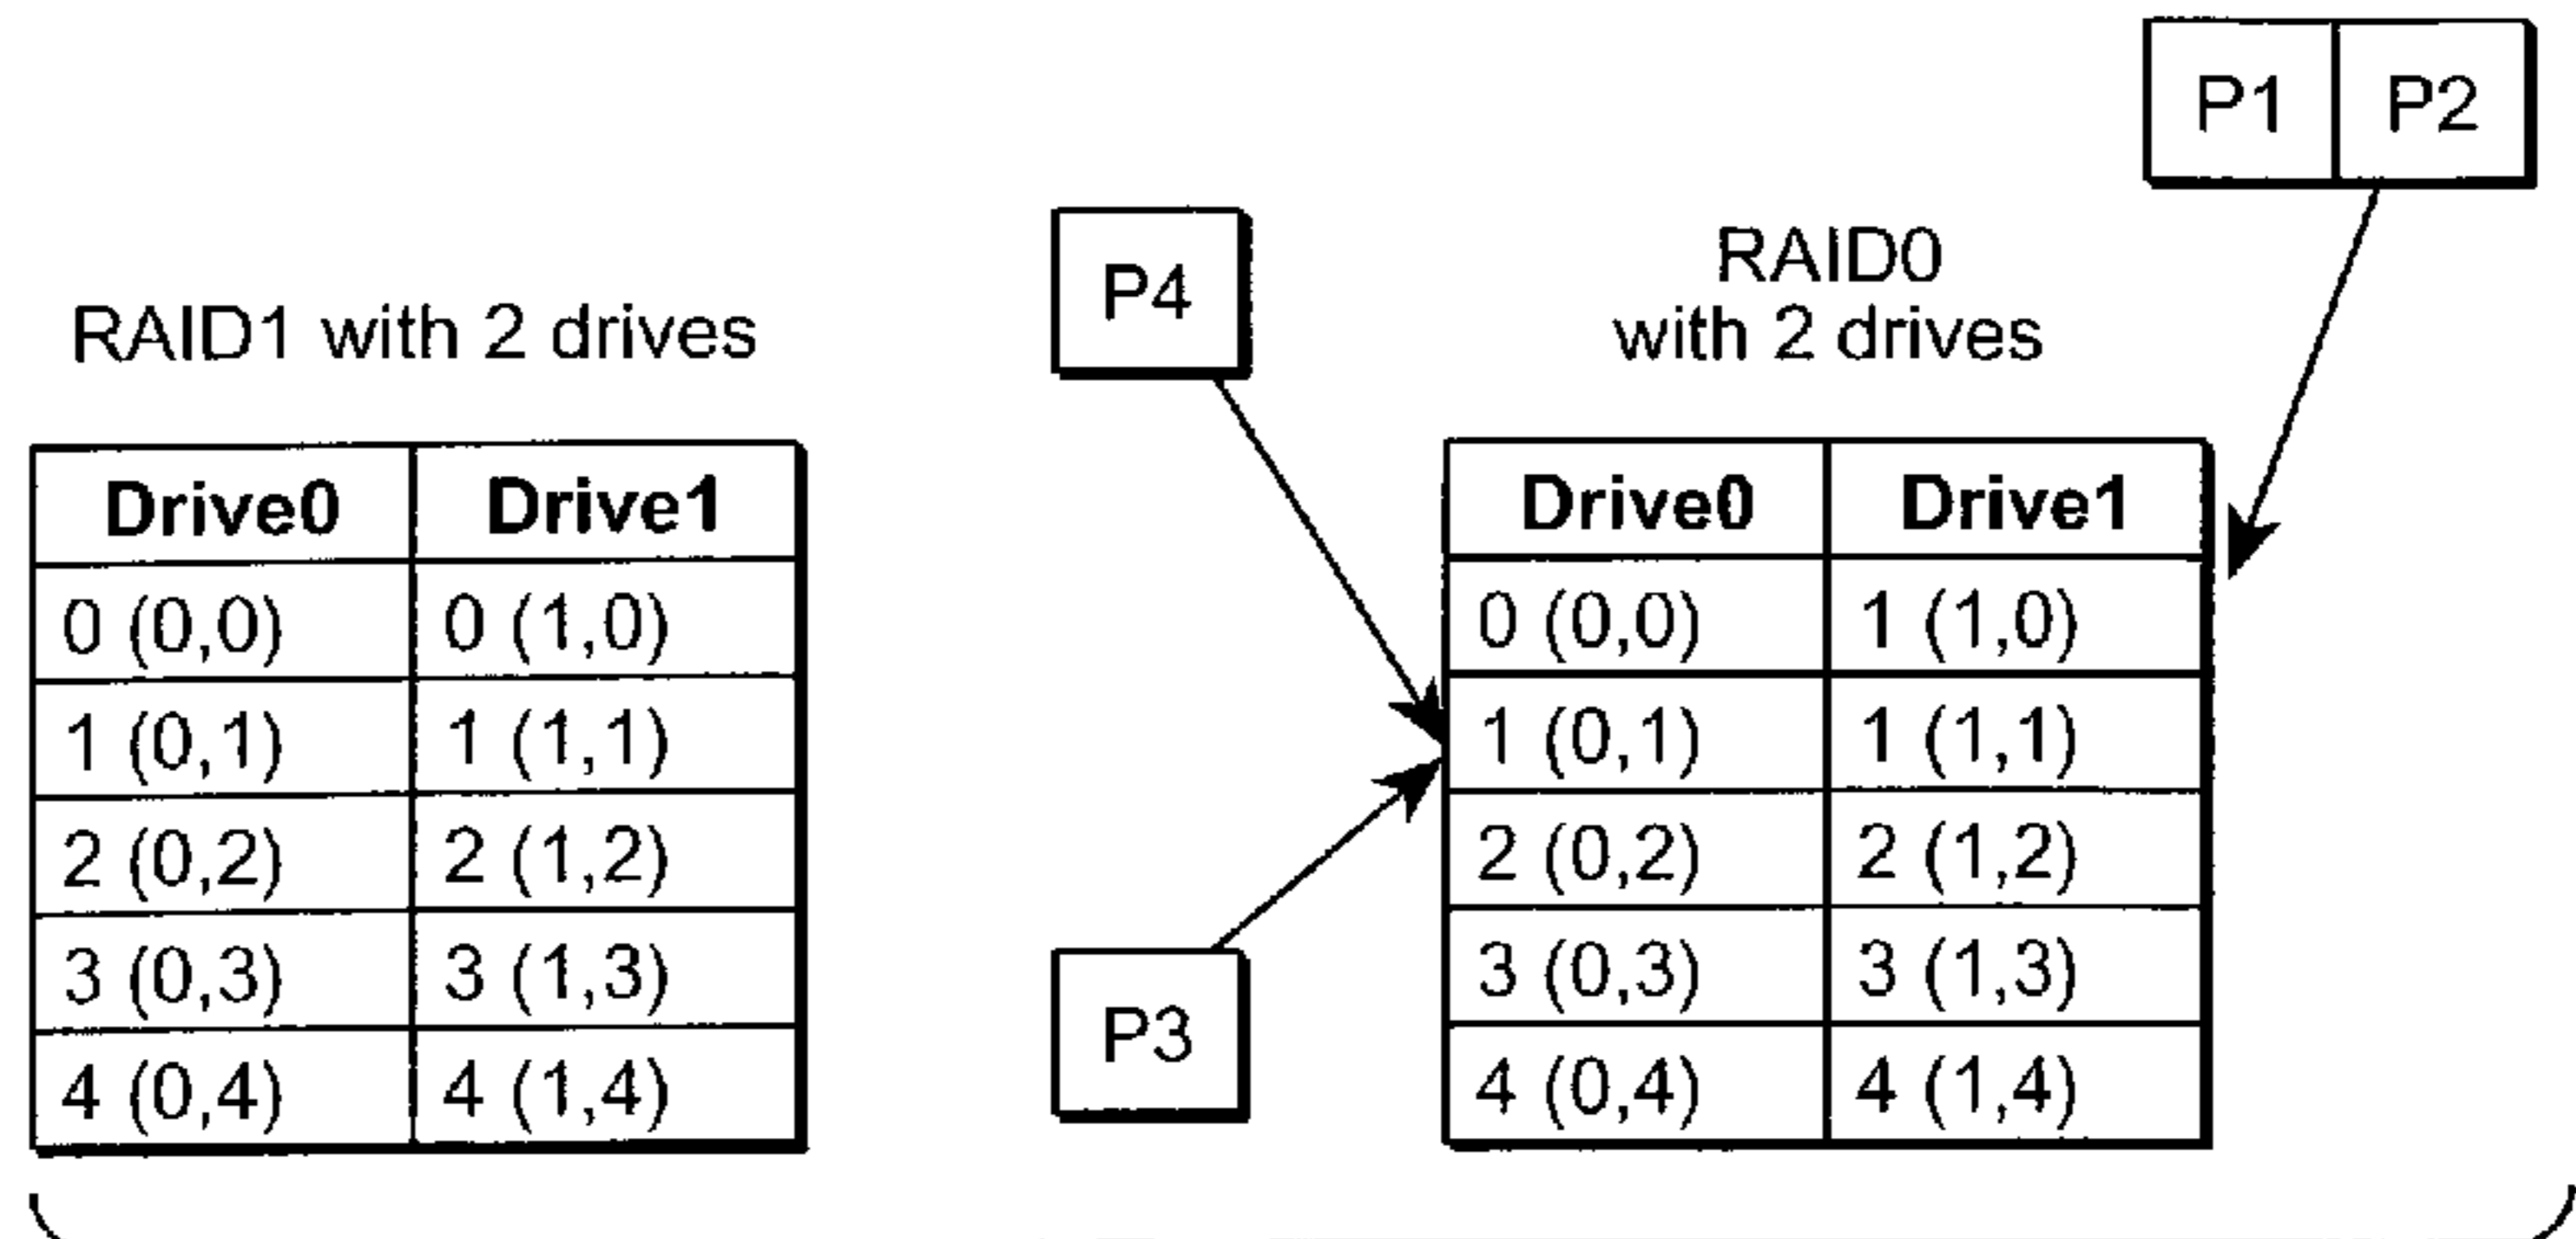 P1 P2
P4
RAID0
with 2 drives
RAID1 with 2 drives
Drive0 Drive1
0 (0,0) 0 (1,0)
1 (0,1) 1 (1,1)
2 (0,2) 2 (1,2)
3 (0,3) 3 (1,3)
4 (0,4) 4 (1,4)
P3
Drive0 Drive1
0 (0,0) 1 (1,0)
1 (0,1) 1 (1,1)
2 (0,2) 2 (1,2)
3 (0,3) 3 (1,3)
4 (0,4) 4 (1,4)